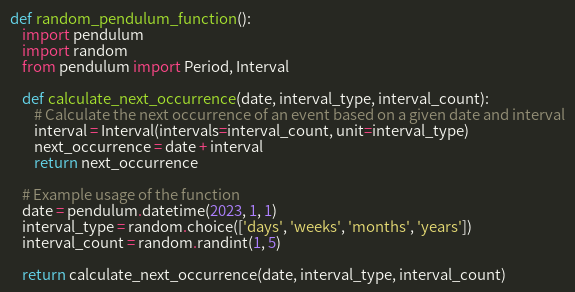 def random_pendulum_function():
    import pendulum
    import random
    from pendulum import Period, Interval

    def calculate_next_occurrence(date, interval_type, interval_count):
        # Calculate the next occurrence of an event based on a given date and interval
        interval = Interval(intervals=interval_count, unit=interval_type)
        next_occurrence = date + interval
        return next_occurrence

    # Example usage of the function
    date = pendulum.datetime(2023, 1, 1)
    interval_type = random.choice(['days', 'weeks', 'months', 'years'])
    interval_count = random.randint(1, 5)

    return calculate_next_occurrence(date, interval_type, interval_count)